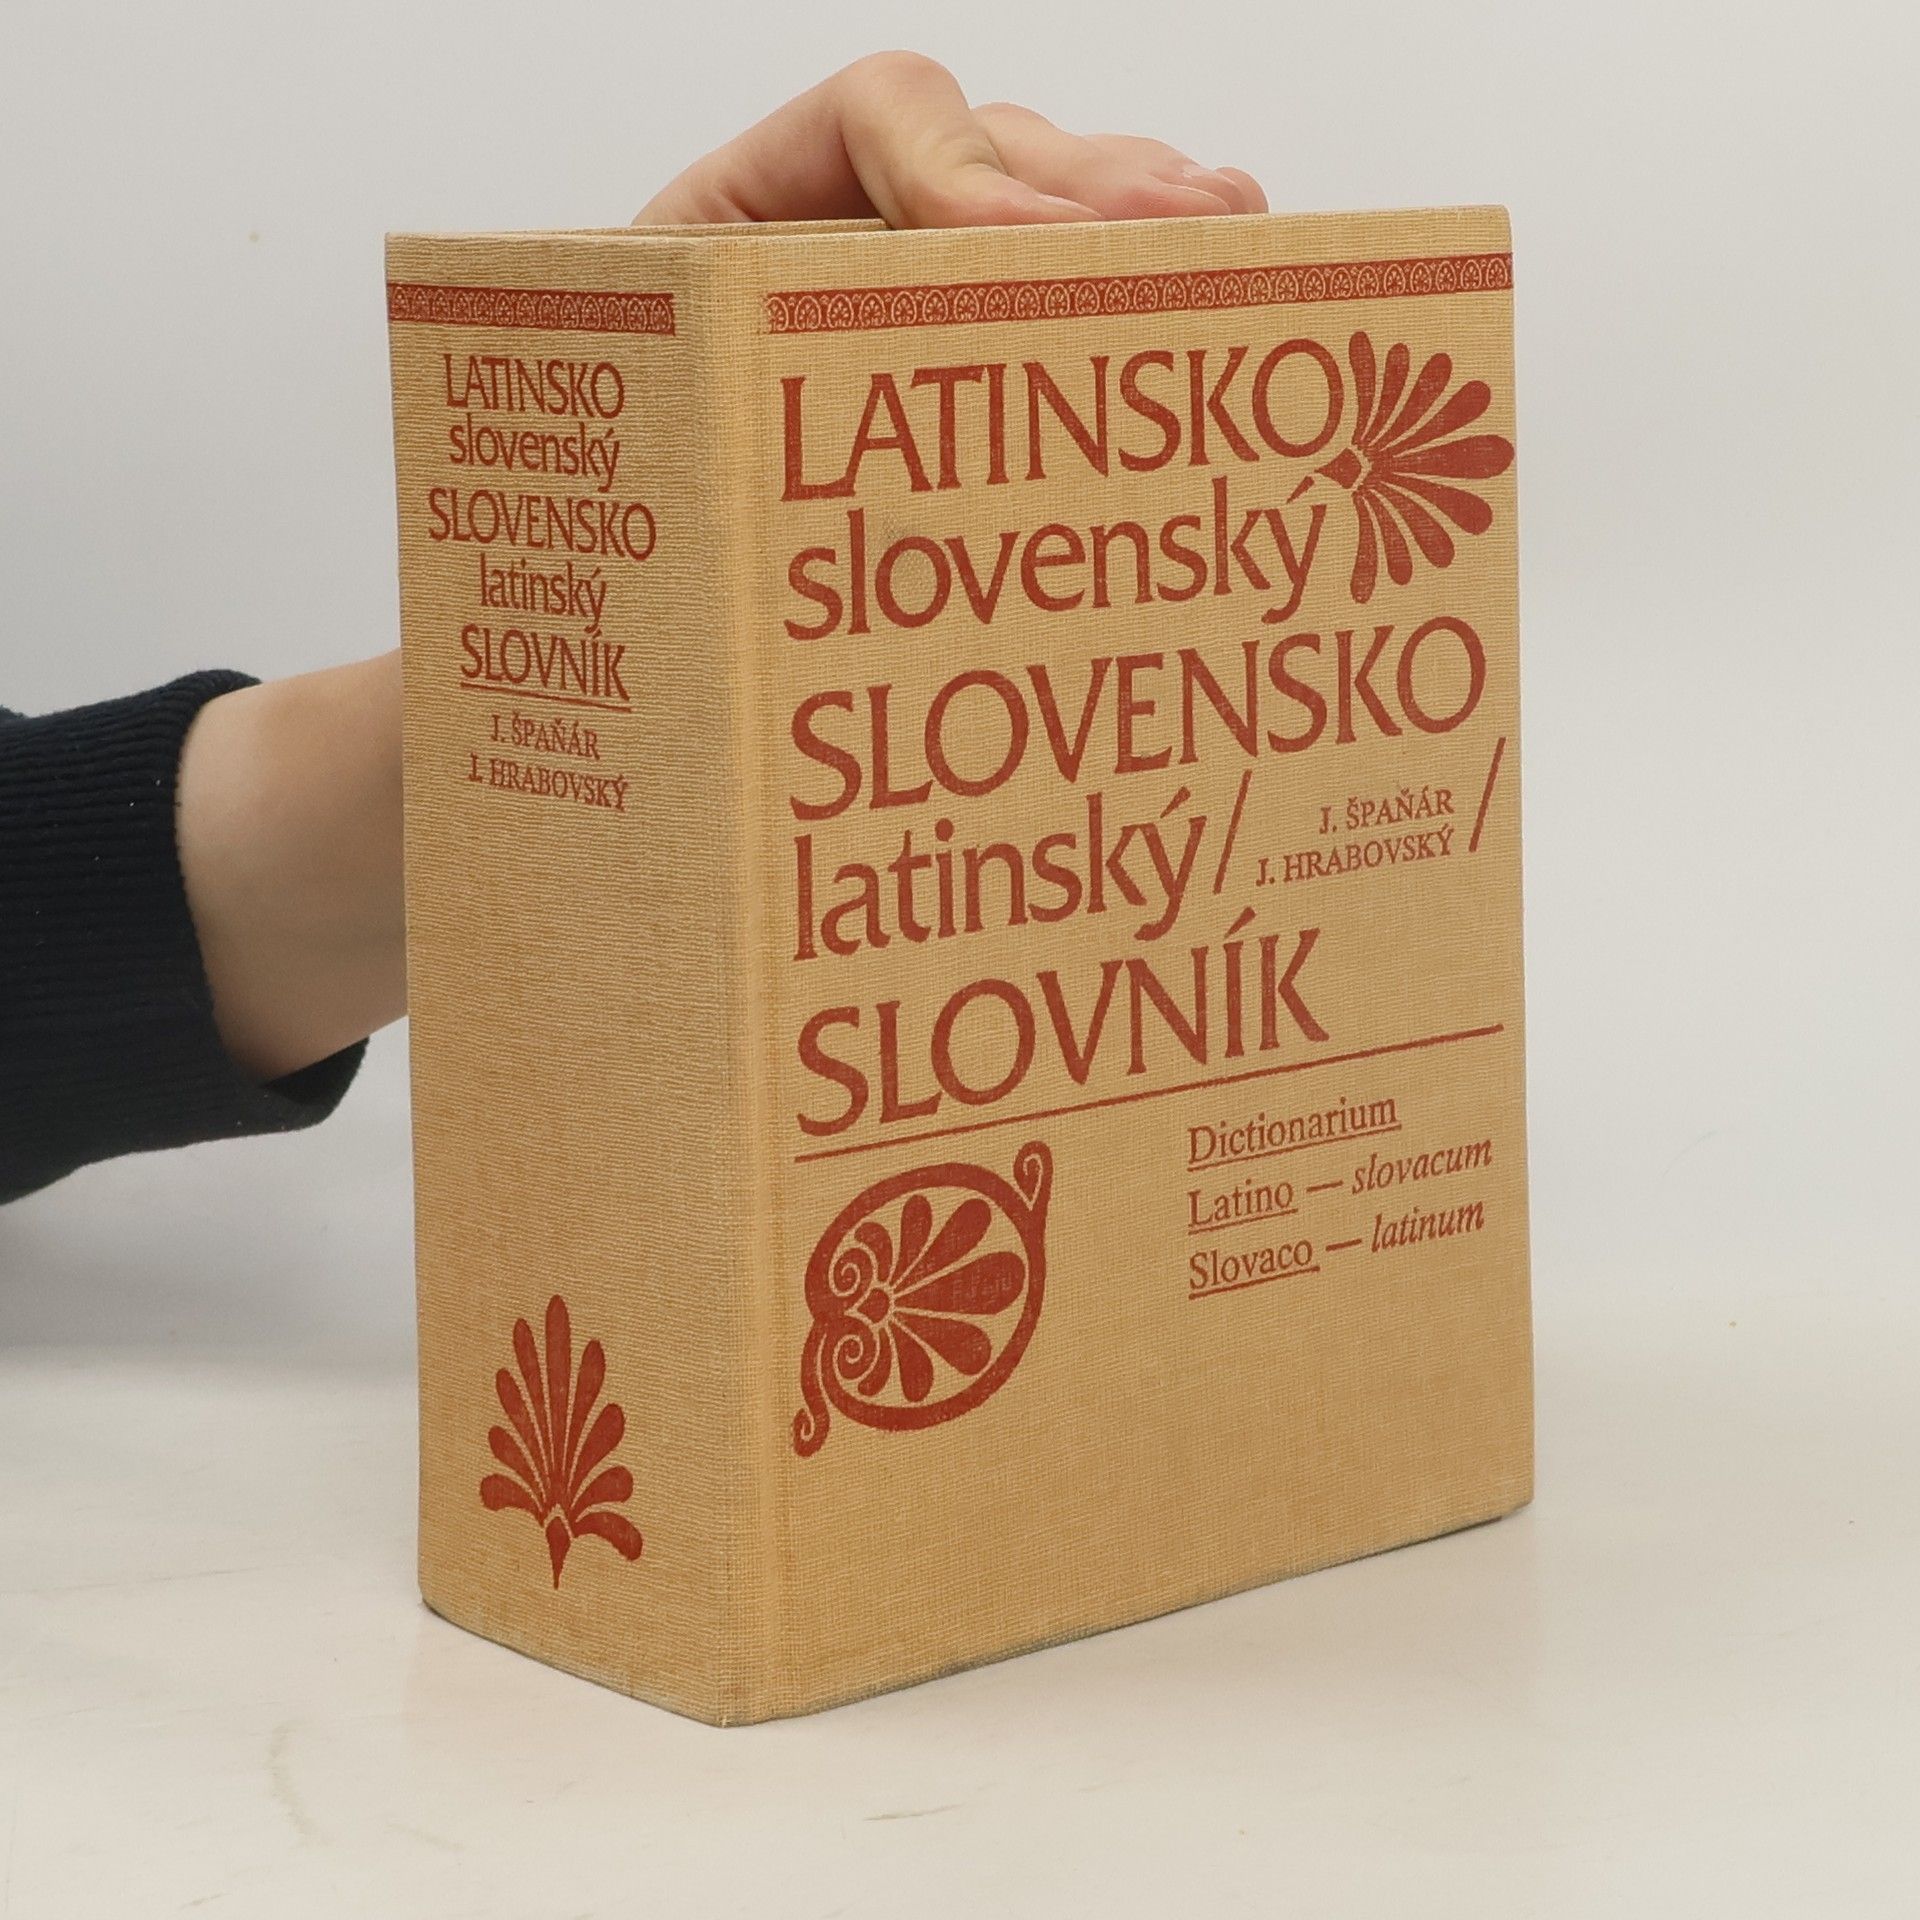 LATINSKO
slovenský
SLOVENSKO
latinský
SLOVNÍK
J. ŠPAŇÁR
J. HRABOVSKÝ
LATINSKO
slovenský
SLOVENSKO
latinský/
J. ŠPAŇÁR
J. HRABOVSKÝ /
SLOVNÍK
Dictionarium
Latino — slovacum
Slovaco — latinum